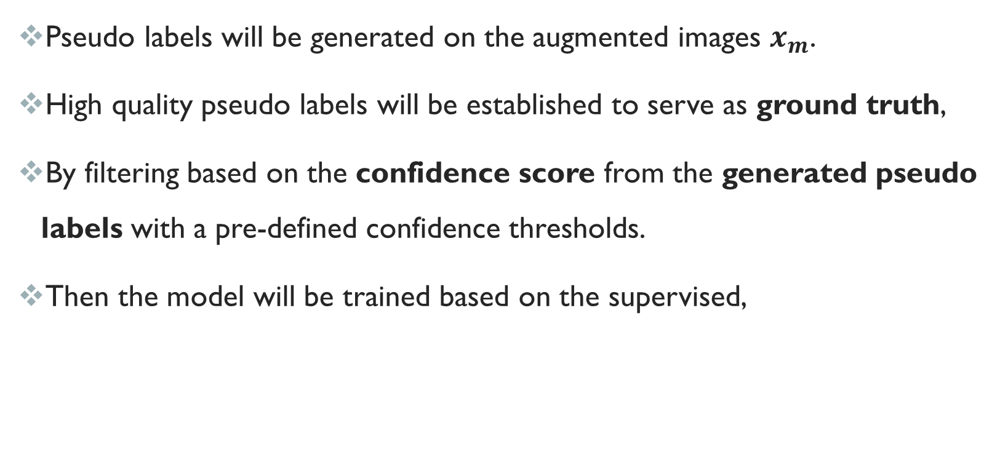 ❖Pseudo labels will be generated on the augmented images 𝒙ₘ.
❖High quality pseudo labels will be established to serve as ground truth,
❖By filtering based on the confidence score from the generated pseudo
labels with a pre-defined confidence thresholds.
❖Then the model will be trained based on the supervised,